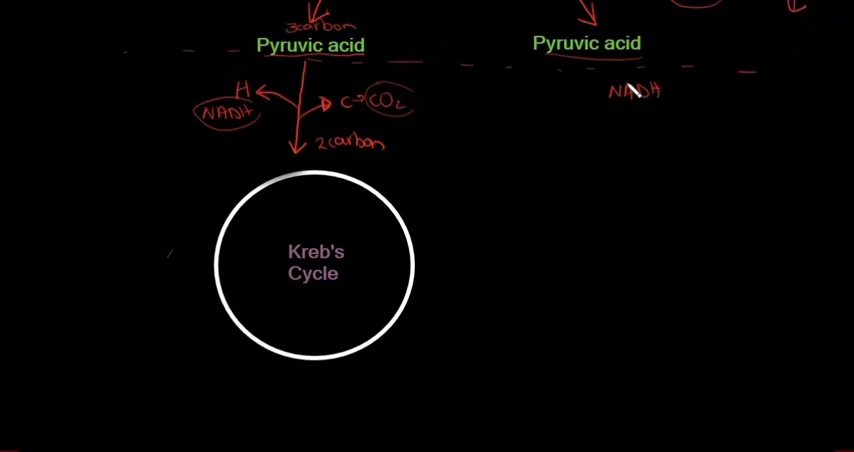 3carbon
Pyruvic acid
Pyruvic acid
H
C→CO2
NADH
NADH
2carbon
Kreb's
Cycle